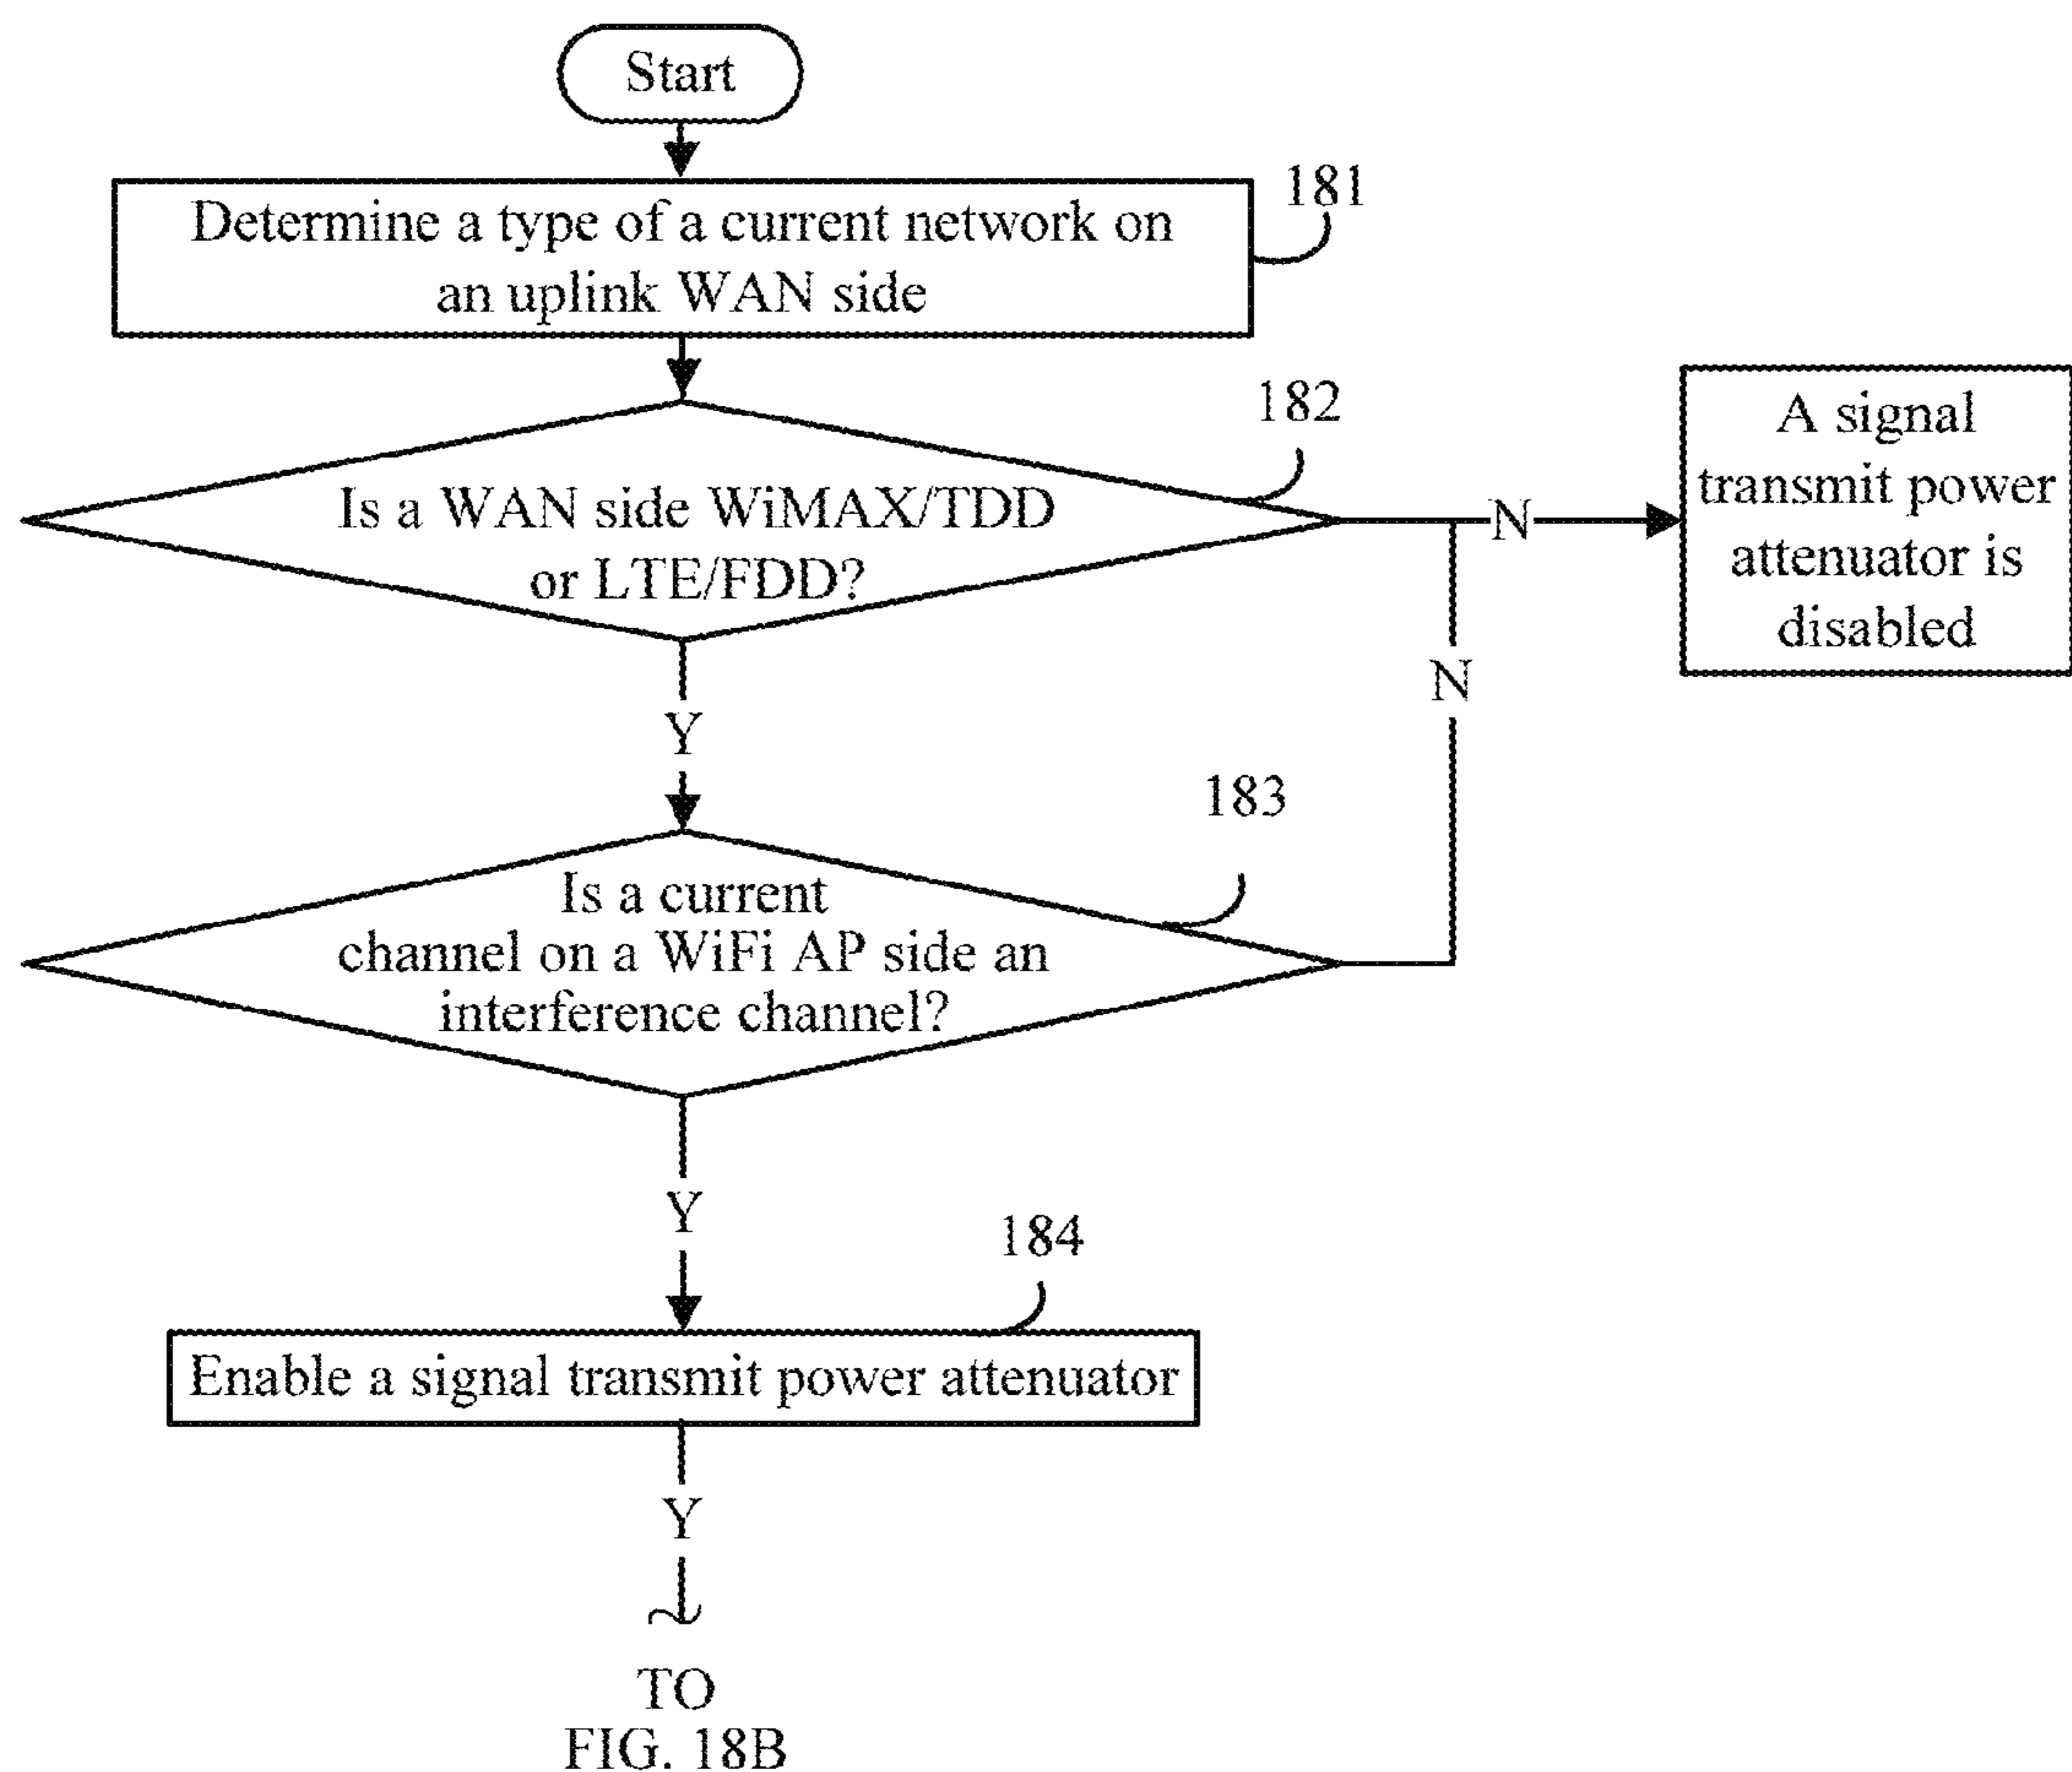 Start
181
Determine a type of a current network on
an uplink WAN side
182
Is a WAN side WiMAX/TDD
or LTE/FDD?
N
A signal
transmit power
attenuator is
disabled
N
Y
183
Is a current
channel on a WiFi AP side an
interference channel?
Y
184
Enable a signal transmit power attenuator
Y
TO
FIG. 18B